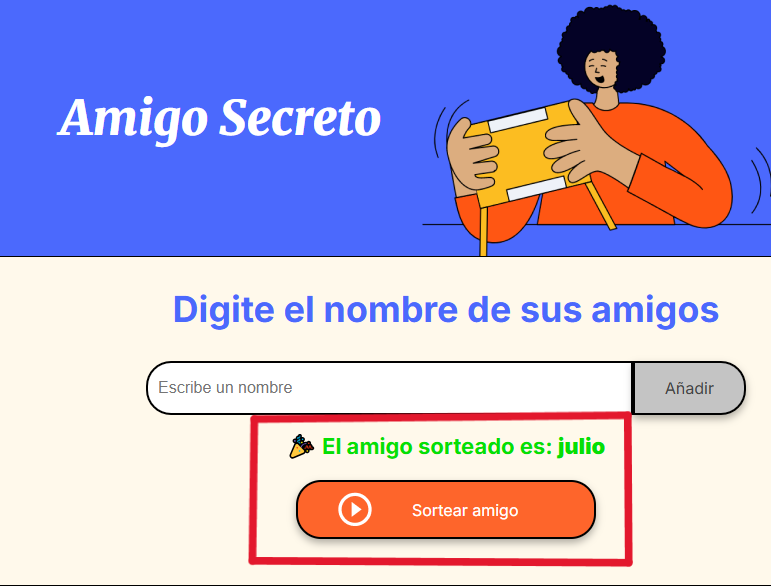 Amigo Secreto
Digite el nombre de sus amigos
Escribe un nombre
Añadir
🎉 El amigo sorteado es: julio
Sortear amigo